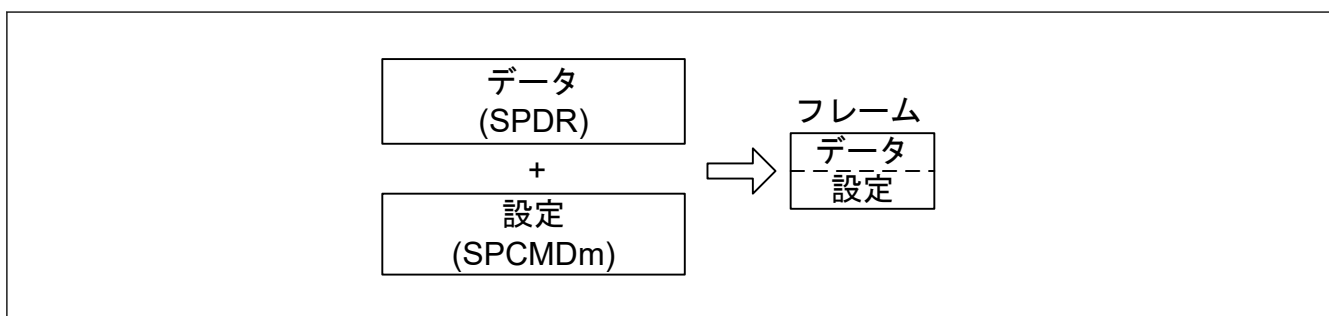 データ
(SPDR)
+
設定
(SPCMDm)
フレーム
データ
設定